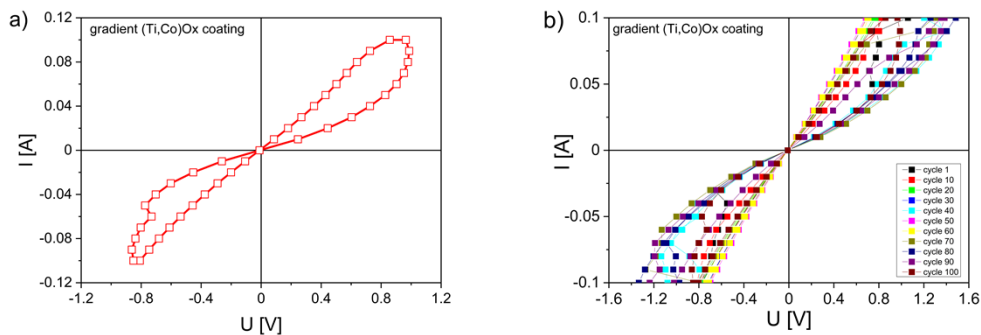 a)
gradient (Ti,Co)Ox coating
I [A]
0.12
0.08
0.04
0
-0.04
-0.08
-0.12
-1.2 -0.8 -0.4 0 0.4 0.8 1.2
U [V]
b)
gradient (Ti,Co)Ox coating
I [A]
0.1
0.05
0
-0.05
-0.1
-1.6 -1.2 -0.8 -0.4 0 0.4 0.8 1.2 1.6
U [V]
cycle 1
cycle 10
cycle 20
cycle 30
cycle 40
cycle 50
cycle 60
cycle 70
cycle 80
cycle 90
cycle 100